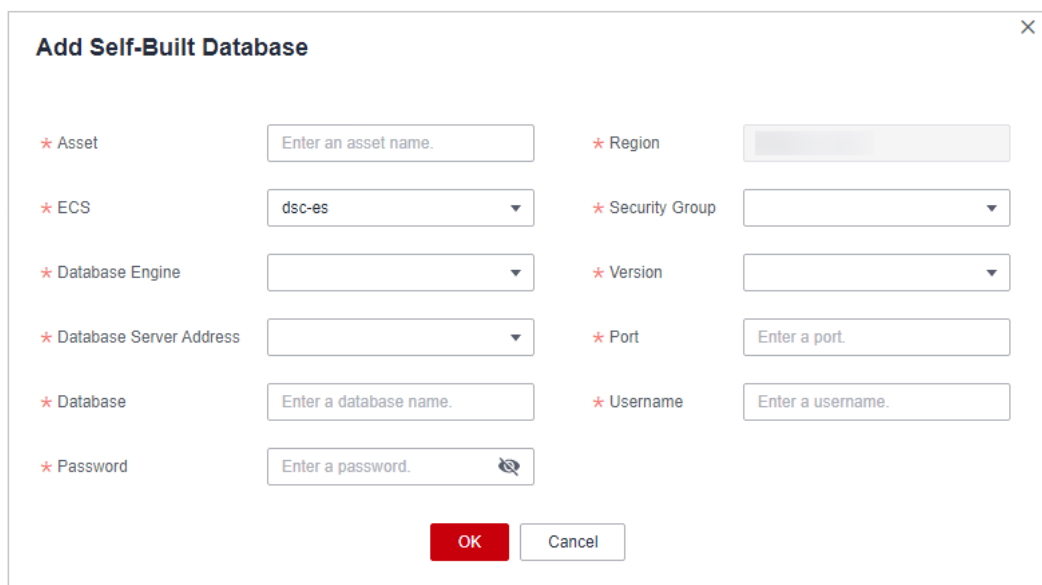 Add Self-Built Database
* Asset Enter an asset name. * Region
* ECS dsc-es * Security Group
* Database Engine * Version
* Database Server Address * Port Enter a port.
* Database Enter a database name. * Username Enter a username.
* Password Enter a password.
OK Cancel